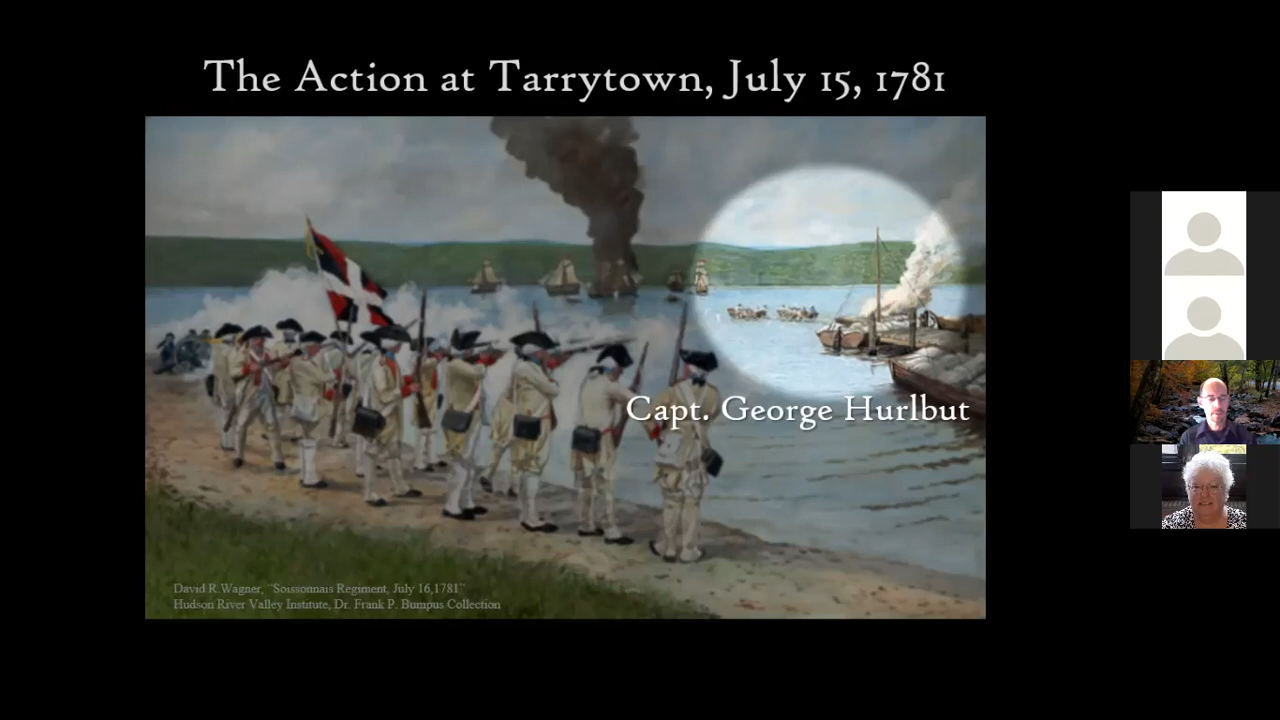 The Action at Tarrytown, July 15, 1781
Capt. George Hurlbut
David R. Wagner, "Soissonnais Regiment, July 16,1781"
Hudson River Valley Institute, Dr. Frank P. Bumpus Collection